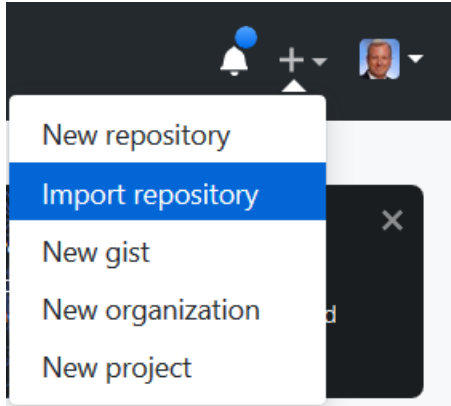 New repository
Import repository
New gist
New organization
d
New project